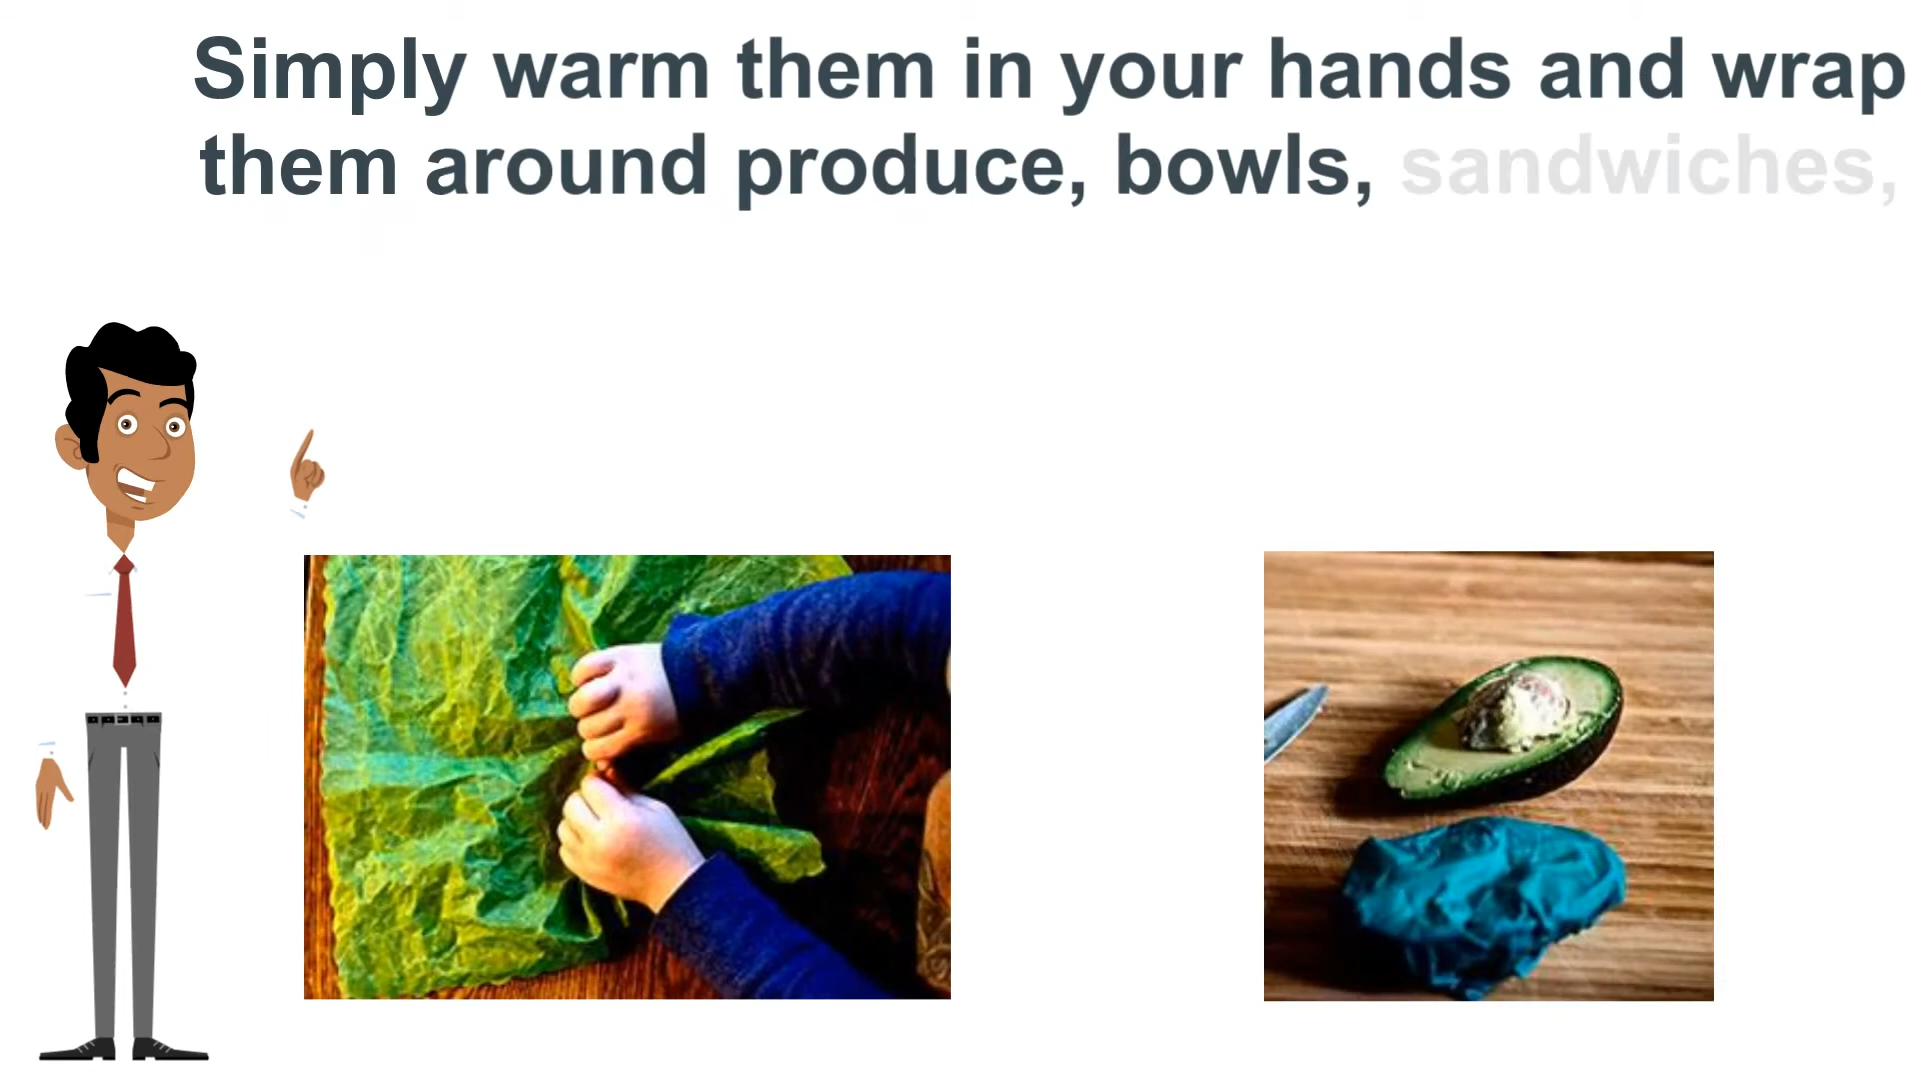 Simply warm them in your hands and wrap
them around produce, bowls, sandwiches,